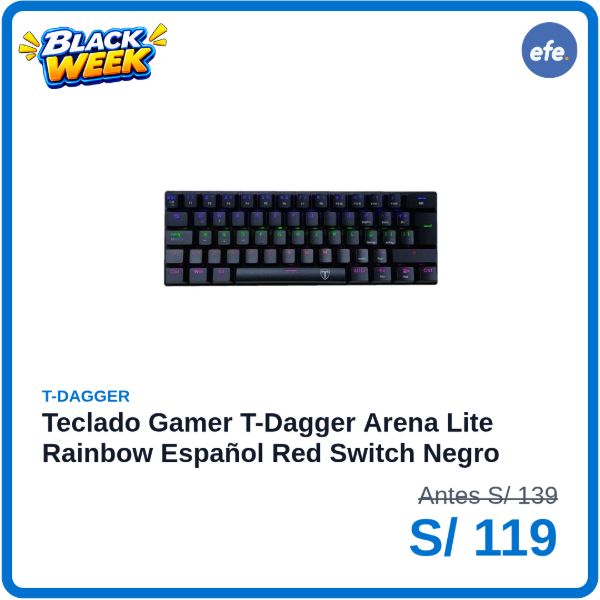 BLACK
WEEK
efe.
T-DAGGER
Teclado Gamer T-Dagger Arena Lite
Rainbow Español Red Switch Negro
Antes S/ 139
S/ 119